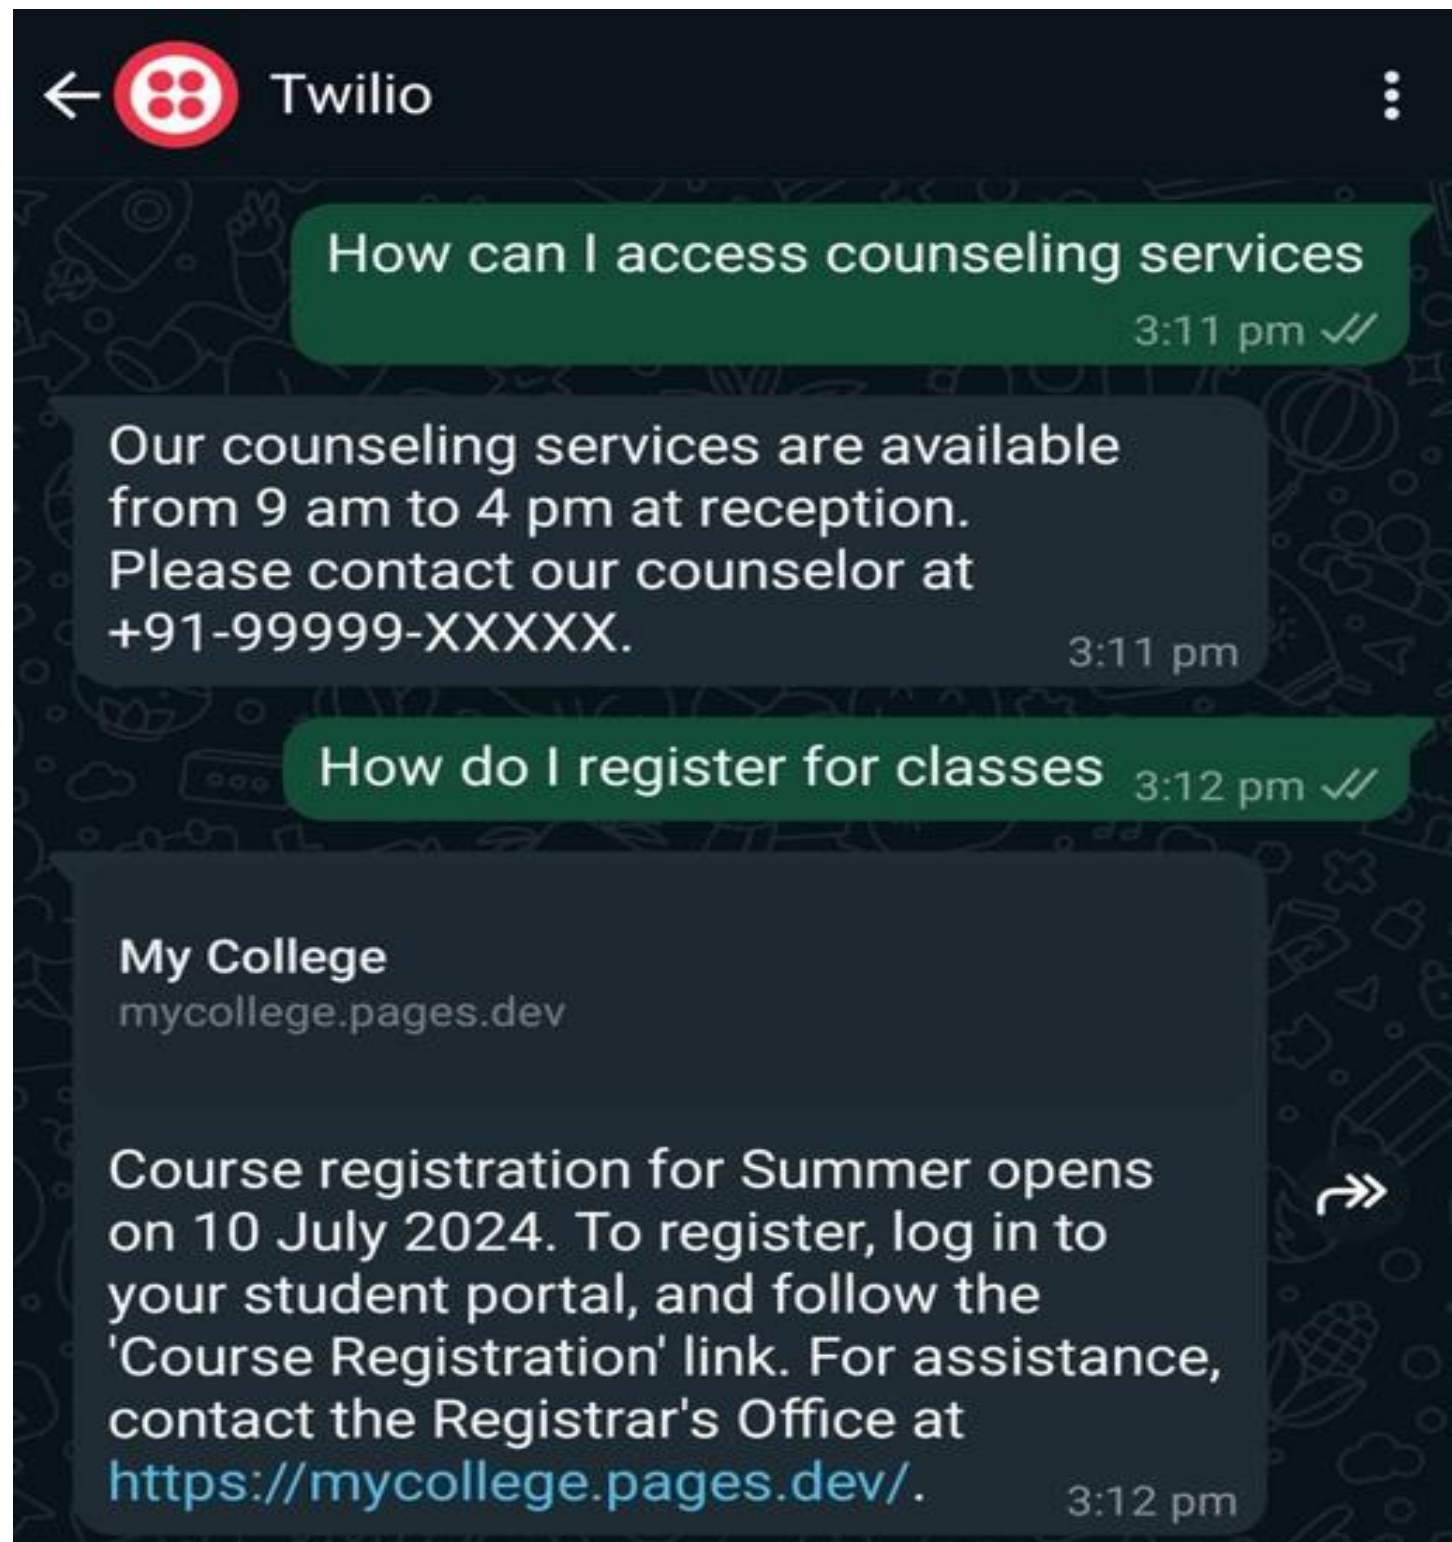 Twilio
How can I access counseling services
3:11 pm
Our counseling services are available
from 9 am to 4 pm at reception.
Please contact our counselor at
+91-99999-XXXXX.
3:11 pm
How do I register for classes 3:12 pm
My College
mycollege.pages.dev
Course registration for Summer opens
on 10 July 2024. To register, log in to
your student portal, and follow the
'Course Registration' link. For assistance,
contact the Registrar's Office at
https://mycollege.pages.dev/.
3:12 pm